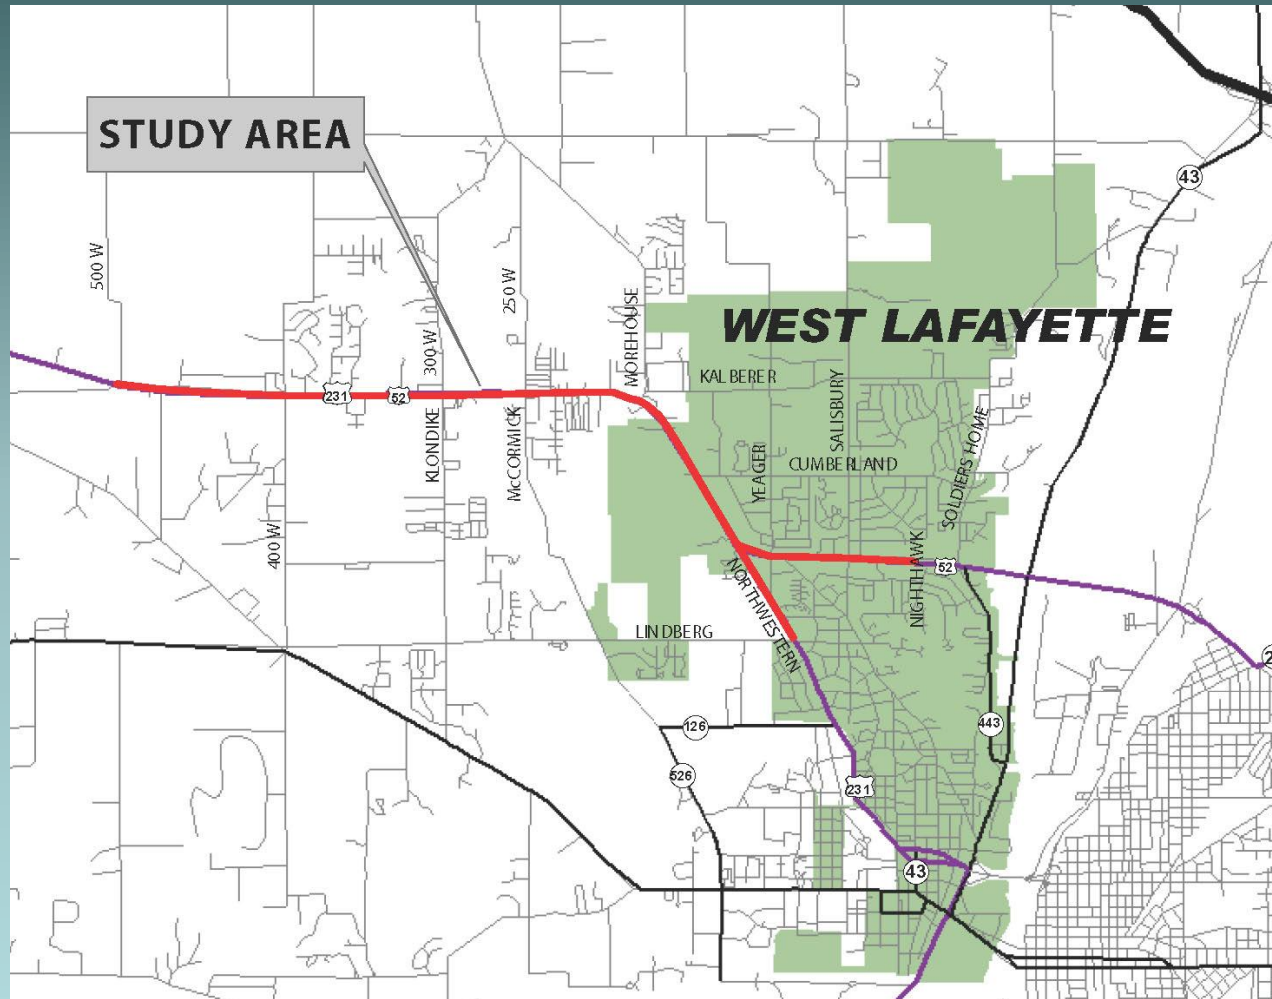 STUDY AREA
43
500 W
250 W
MOREHOUSE
WEST LAFAYETTE
300 W
KALBERER
SALISBURY
231
52
KLONDIKE
McCORMICK
YEAGER
CUMBERLAND
SOLDIERS HOME
400 W
NORTHWESTERN
NIGHTHAWK
52
LINDBERG
126
443
526
231
43